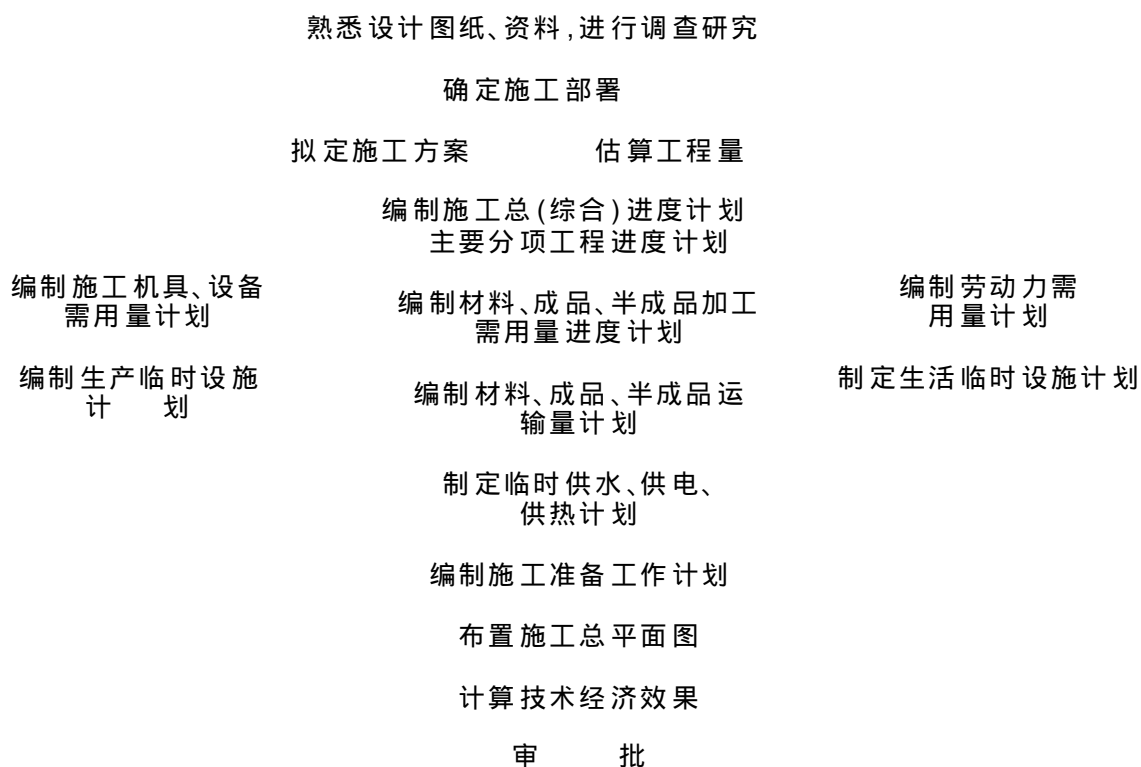 熟悉设计图纸、资料,进行调查研究
确定施工部署
拟定施工方案 估算工程量
编制施工总(综合)进度计划
主要分项工程进度计划
编制施工机具、设备
需用量计划
编制材料、成品、半成品加工
需用量进度计划
编制劳动力需
用量计划
编制生产临时设施
计 划
编制材料、成品、半成品运
输量计划
制定生活临时设施计划
制定临时供水、供电、
供热计划
编制施工准备工作计划
布置施工总平面图
计算技术经济效果
审 批